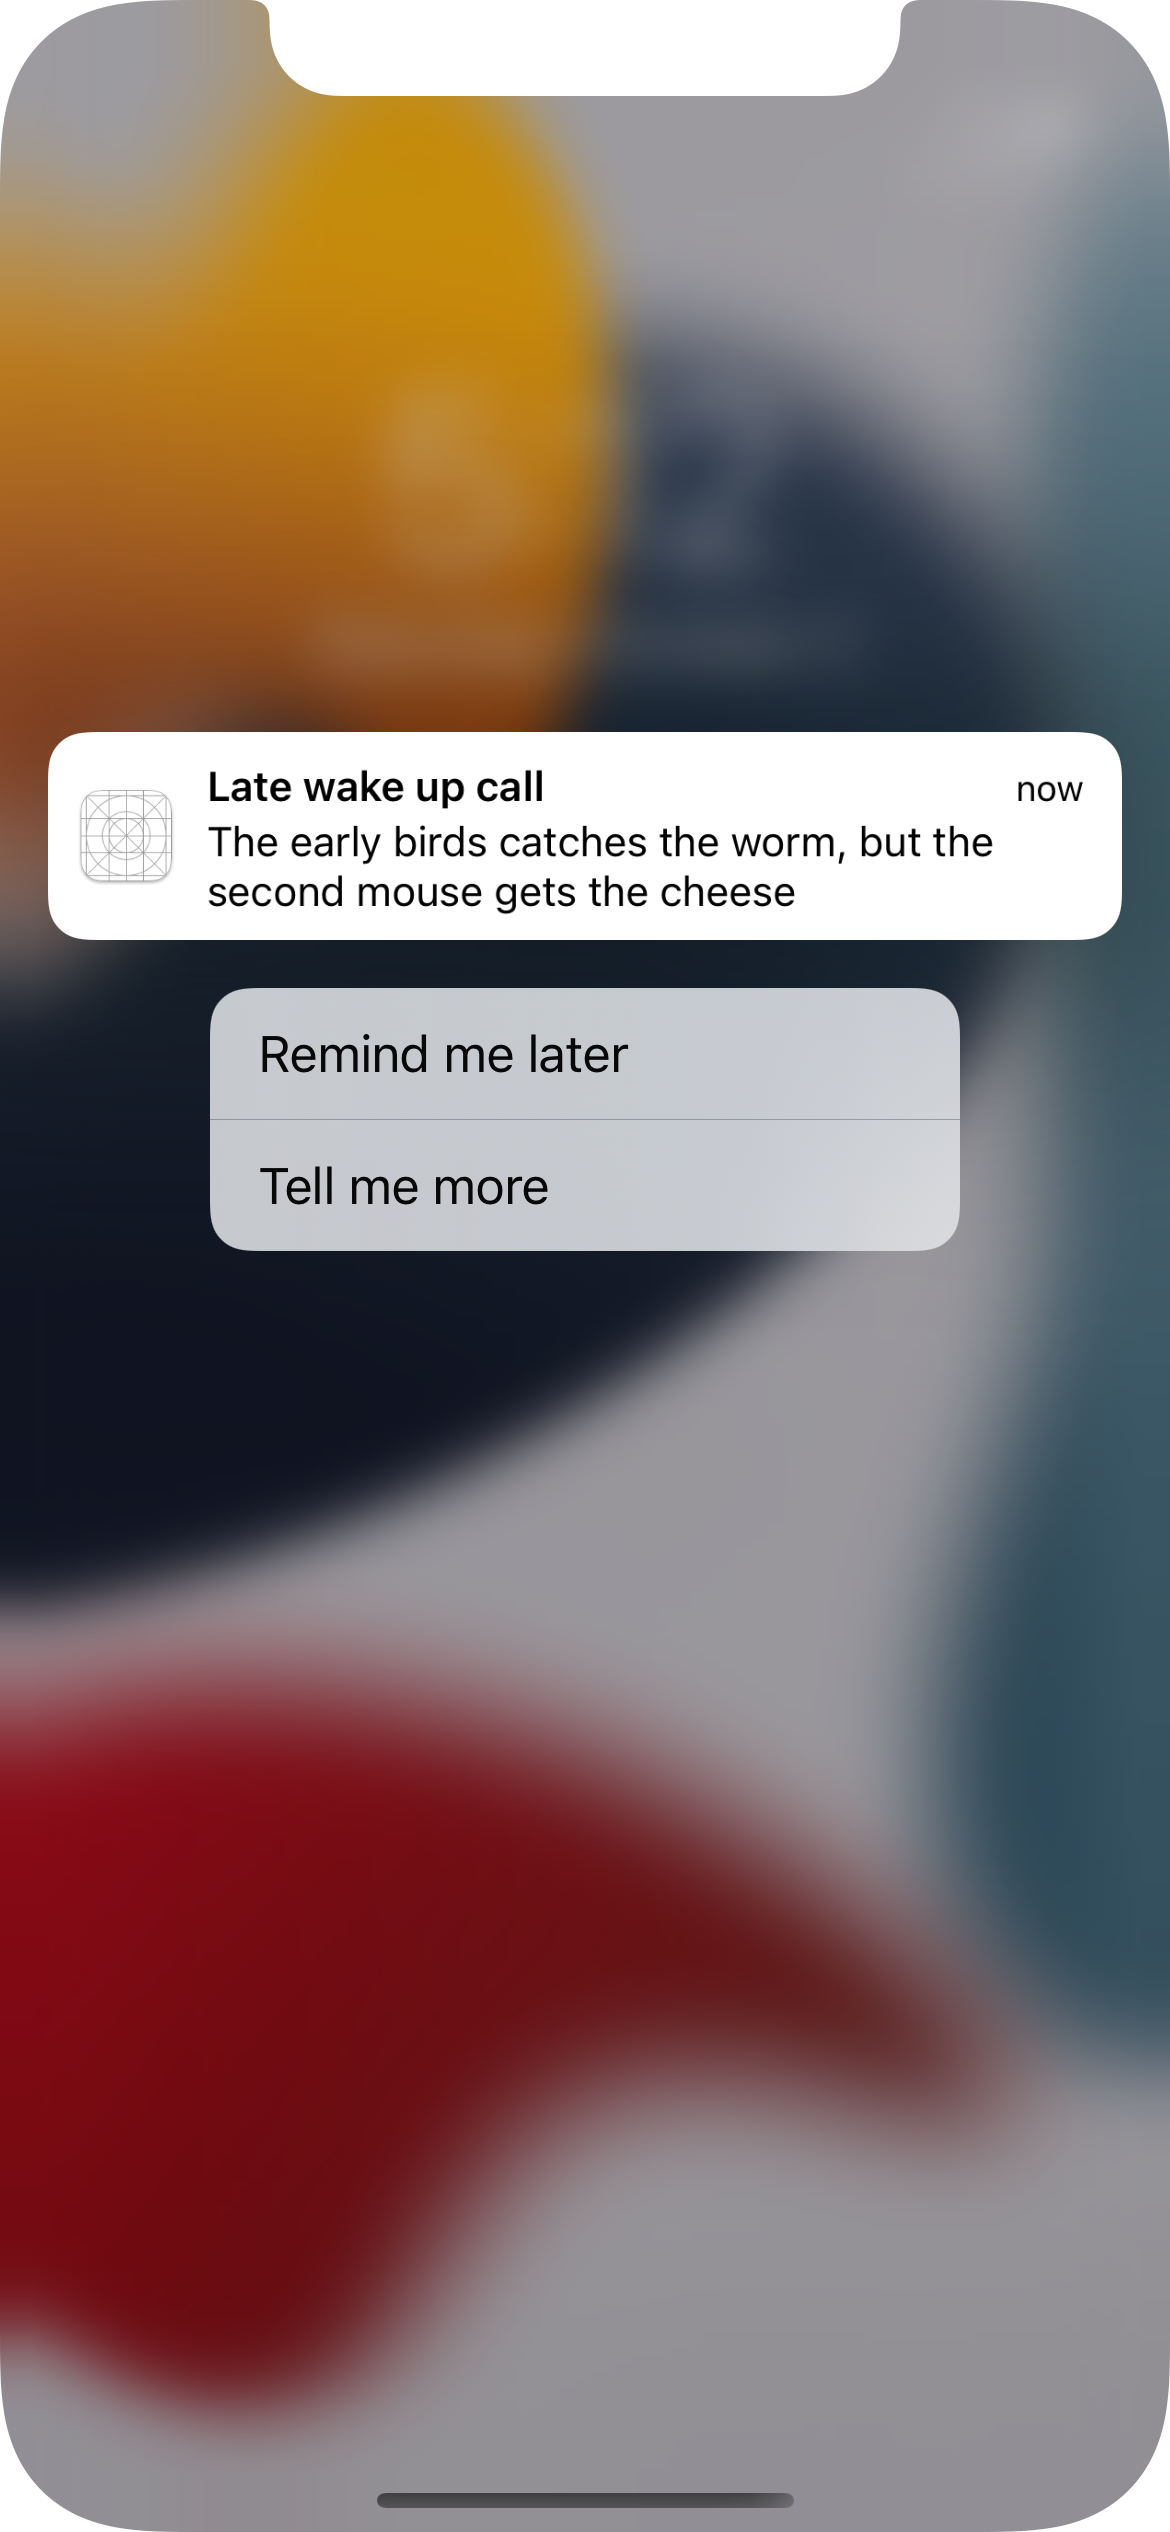 Late wake up call
now
The early birds catches the worm, but the
second mouse gets the cheese
Remind me later
Tell me more